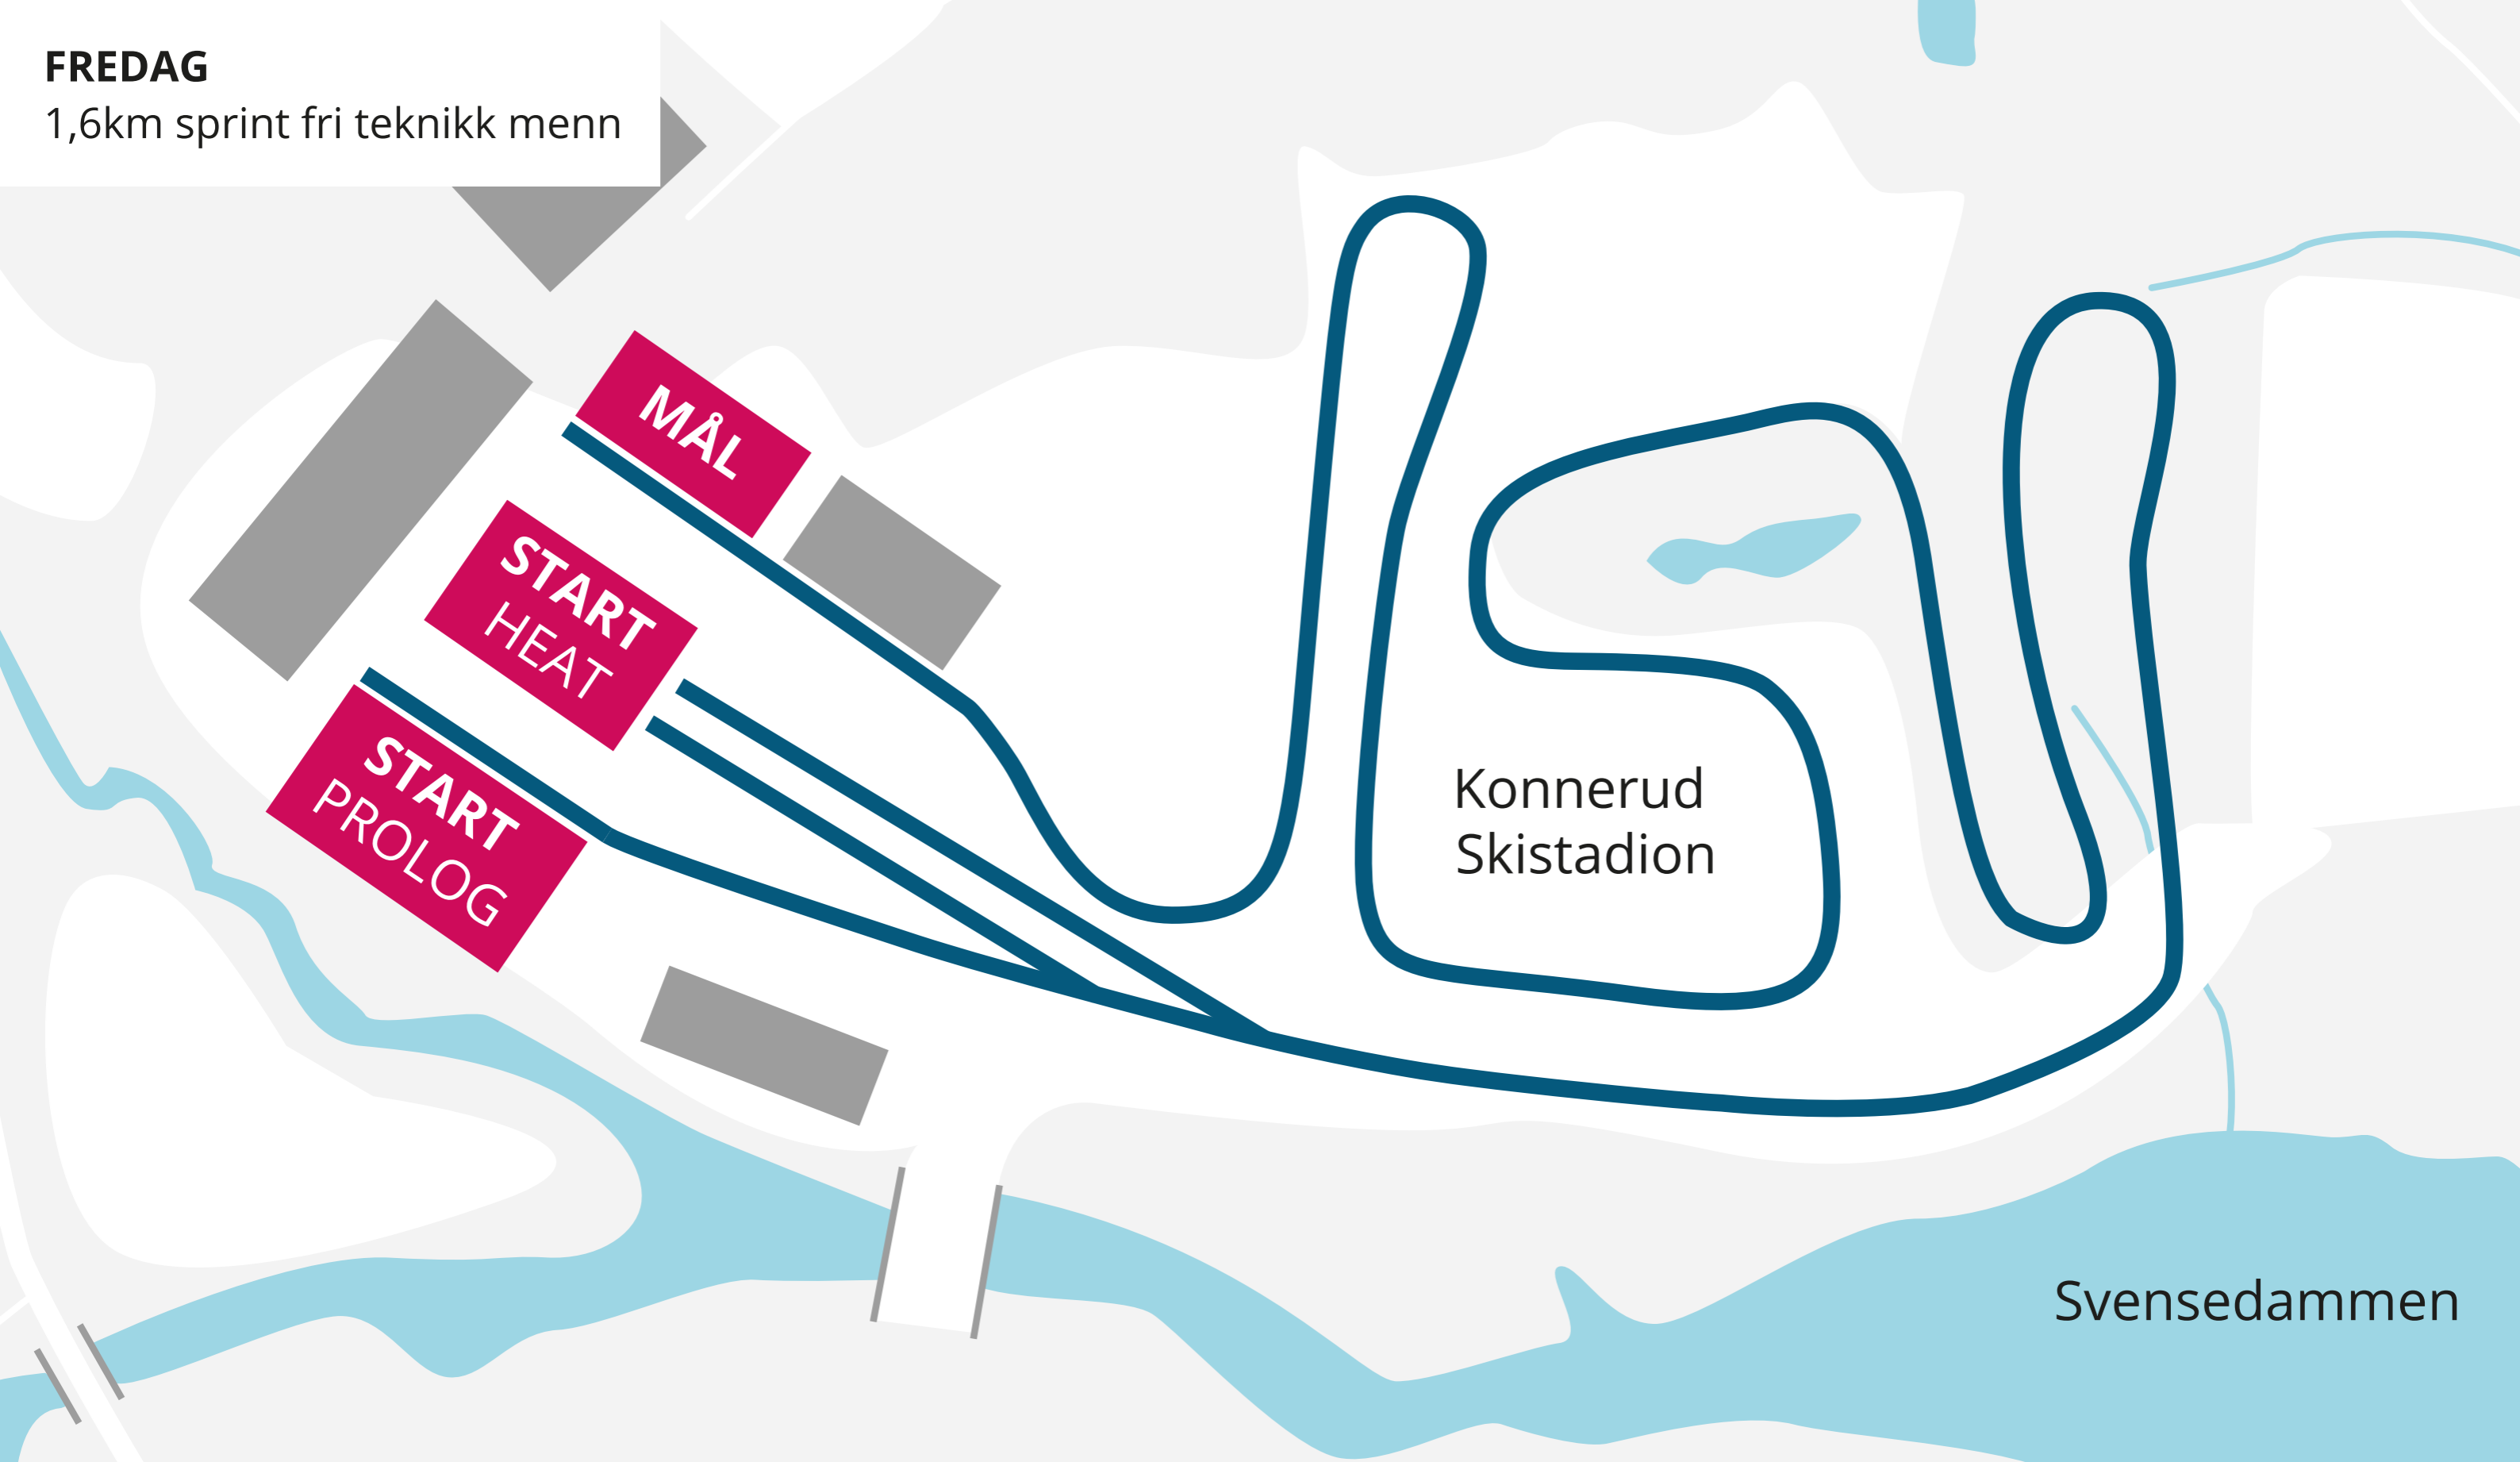 FREDAG
1,6km sprint fri teknikk menn
MÅL
START
HEAT
START
PROLOG
Konnerud
Skistadion
Svensedammen